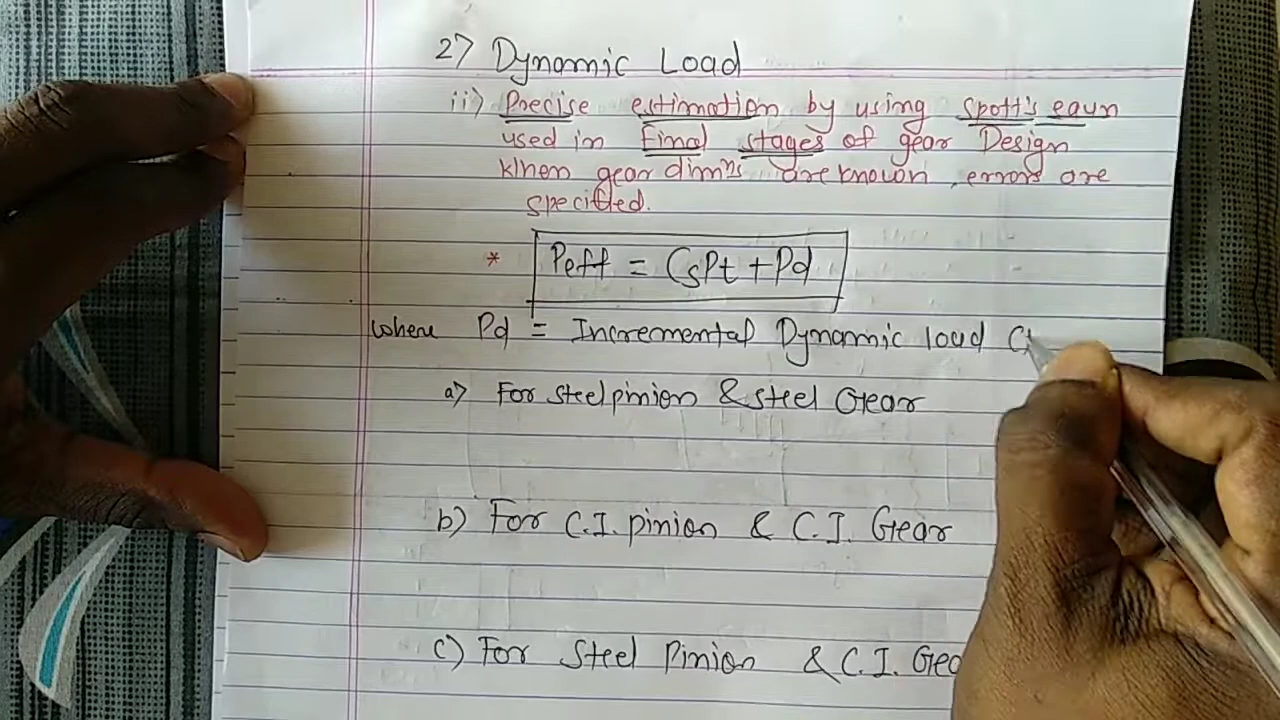 2) Dynamic Load
ii) Precise estimation by using spott's equn
used in Final stages of gear Design
When gear dimns are known, errors are
specified.
* Peff = CsPt + Pd
where Pd = Incremental Dynamic load
a) For steel pinion & steel Gear
b) For C.I. pinion & C.I. Gear
c) For Steel Pinion & C.I. Gea